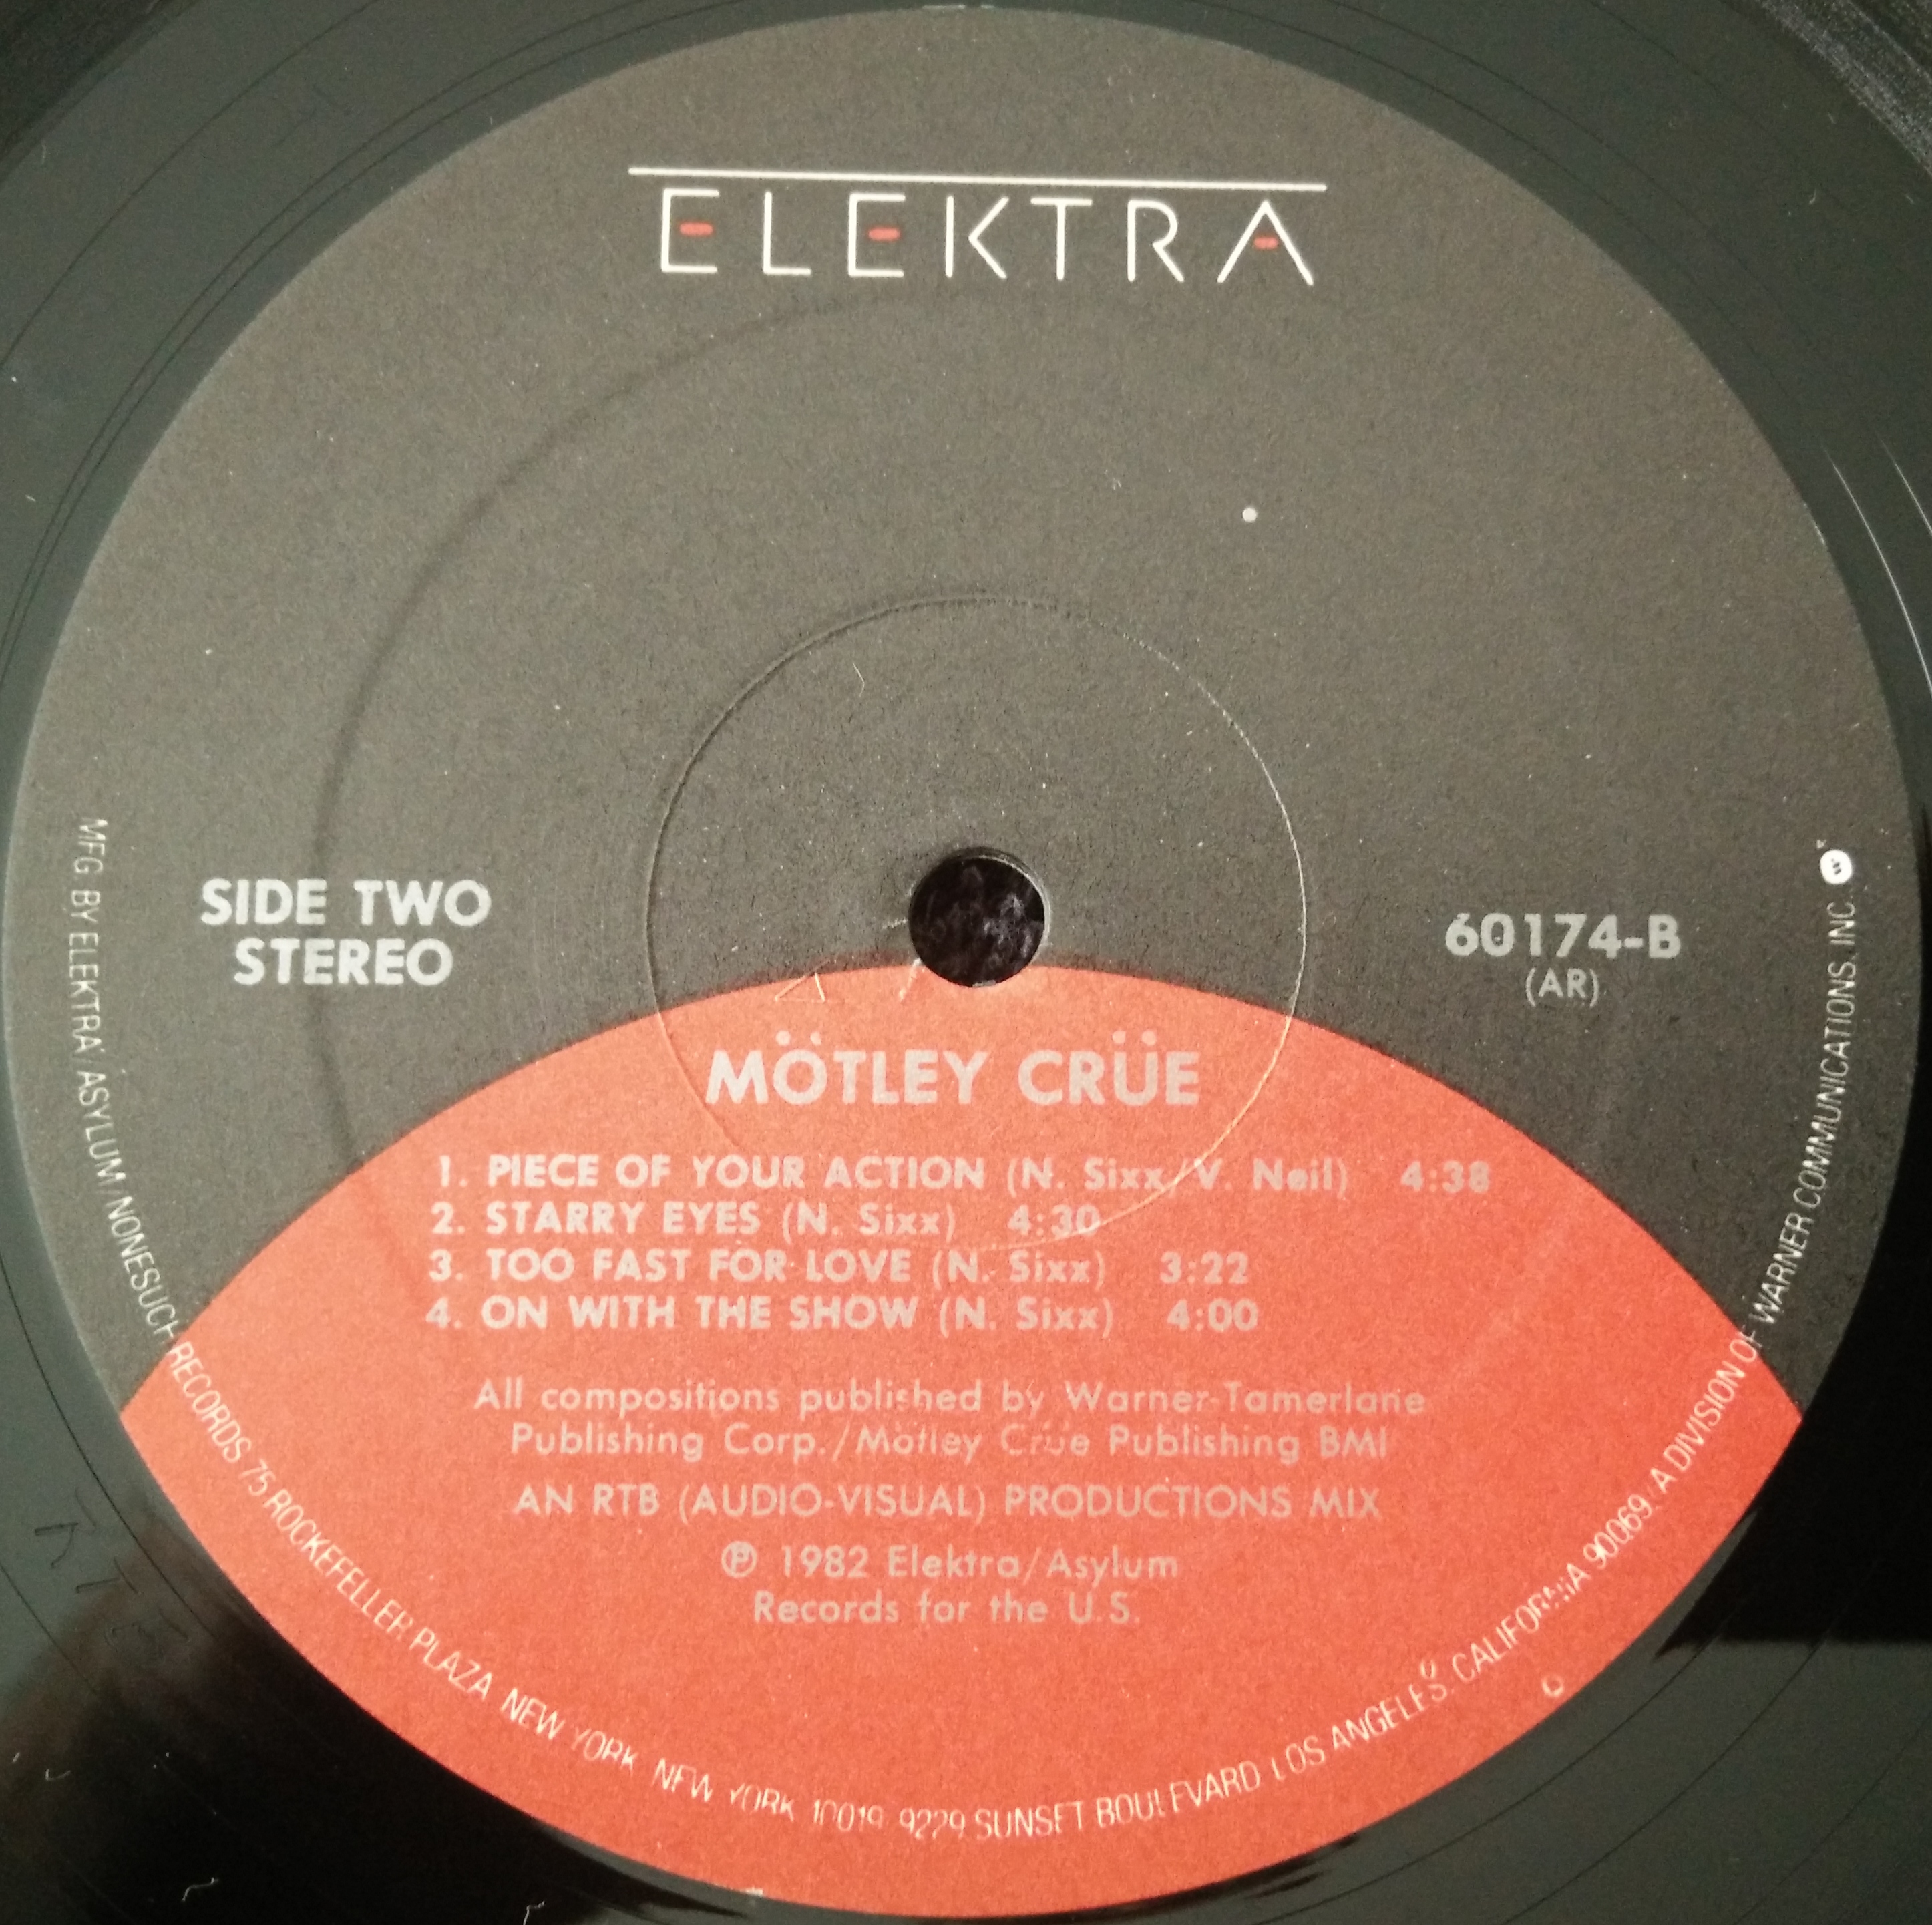 ELEKTRA
SIDE TWO
STEREO
60174-B
(AR)
MÖTLEY CRÜE
1. PIECE OF YOUR ACTION (N. Sixx/V. Neil) 4:38
2. STARRY EYES (N. Sixx) 4:30
3. TOO FAST FOR LOVE (N. Sixx) 3:22
4. ON WITH THE SHOW (N. Sixx) 4:00
All compositions published by Warner-Tamerlane
Publishing Corp./Mötley Crüe Publishing BMI
AN RTB (AUDIO-VISUAL) PRODUCTIONS MIX
℗ 1982 Elektra/Asylum
Records for the U.S.
MFG BY ELEKTRA/ASYLUM/NONESUCH RECORDS 75 ROCKEFELLER PLAZA NEW YORK NEW YORK 10019 9229 SUNSET BOULEVARD LOS ANGELES, CALIFORNIA 90069/A DIVISION OF WARNER COMMUNICATIONS. INC.